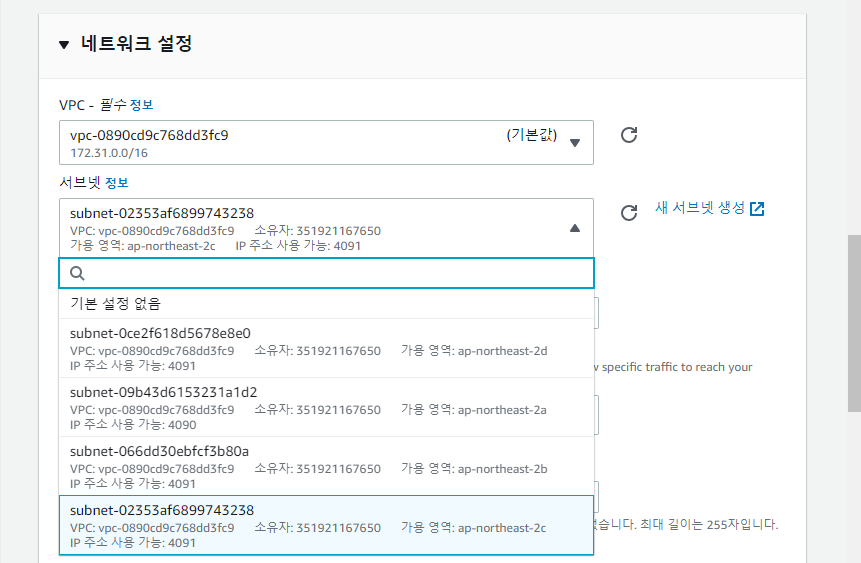 네트워크 설정
VPC - 필수 정보
vpc-0890cd9c768dd3fc9 (기본값)
172.31.0.0/16
서브넷 정보
subnet-02353af6899743238
VPC: vpc-0890cd9c768dd3fc9 소유자: 351921167650
가용 영역: ap-northeast-2c IP 주소 사용 가능: 4091
새 서브넷 생성
기본 설정 없음
subnet-0ce2f618d5678e8e0
VPC: vpc-0890cd9c768dd3fc9 소유자: 351921167650 가용 영역: ap-northeast-2d
IP 주소 사용 가능: 4091
specific traffic to reach your
subnet-09b43d6153231a1d2
VPC: vpc-0890cd9c768dd3fc9 소유자: 351921167650 가용 영역: ap-northeast-2a
IP 주소 사용 가능: 4090
subnet-066dd30ebfcf3b80a
VPC: vpc-0890cd9c768dd3fc9 소유자: 351921167650 가용 영역: ap-northeast-2b
IP 주소 사용 가능: 4091
subnet-02353af6899743238
VPC: vpc-0890cd9c768dd3fc9 소유자: 351921167650 가용 영역: ap-northeast-2c
IP 주소 사용 가능: 4091
최대 길이는 255자입니다.